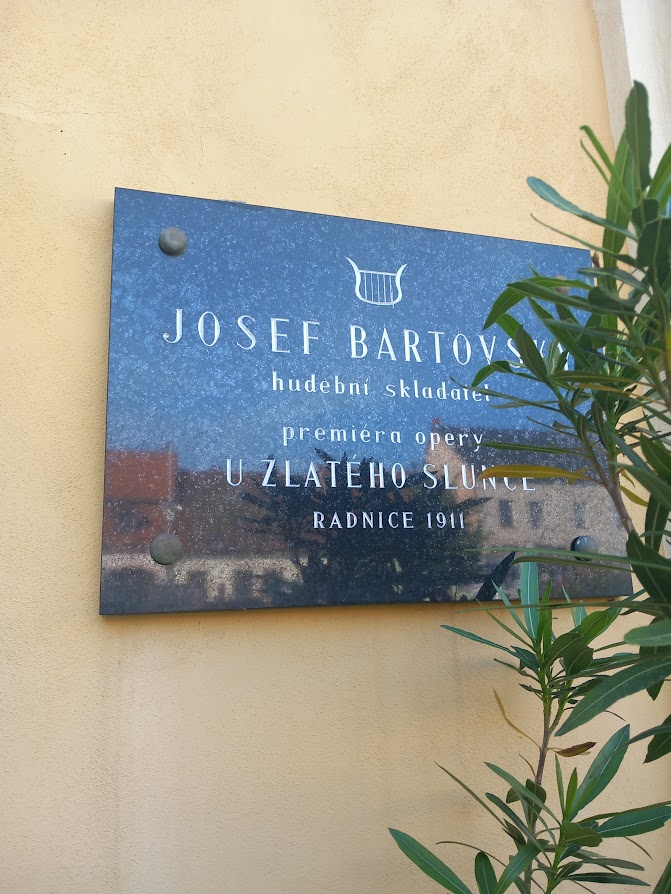 JOSEF BARTOVSKÝ
hudební skladatel
premiéra opery
U ZLATÉHO SLUNCE
RADNICE 1911